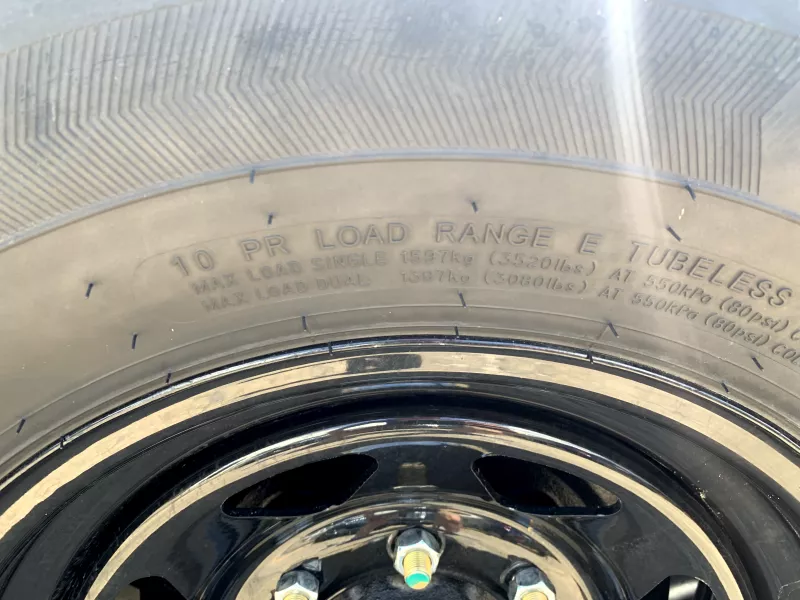 10 PR LOAD RANGE E TUBELESS
MAX LOAD SINGLE 1597kg (3520lbs) AT 550kPa (80psi)
MAX LOAD DUAL 1397kg (3080lbs) AT 550kPa (80psi)